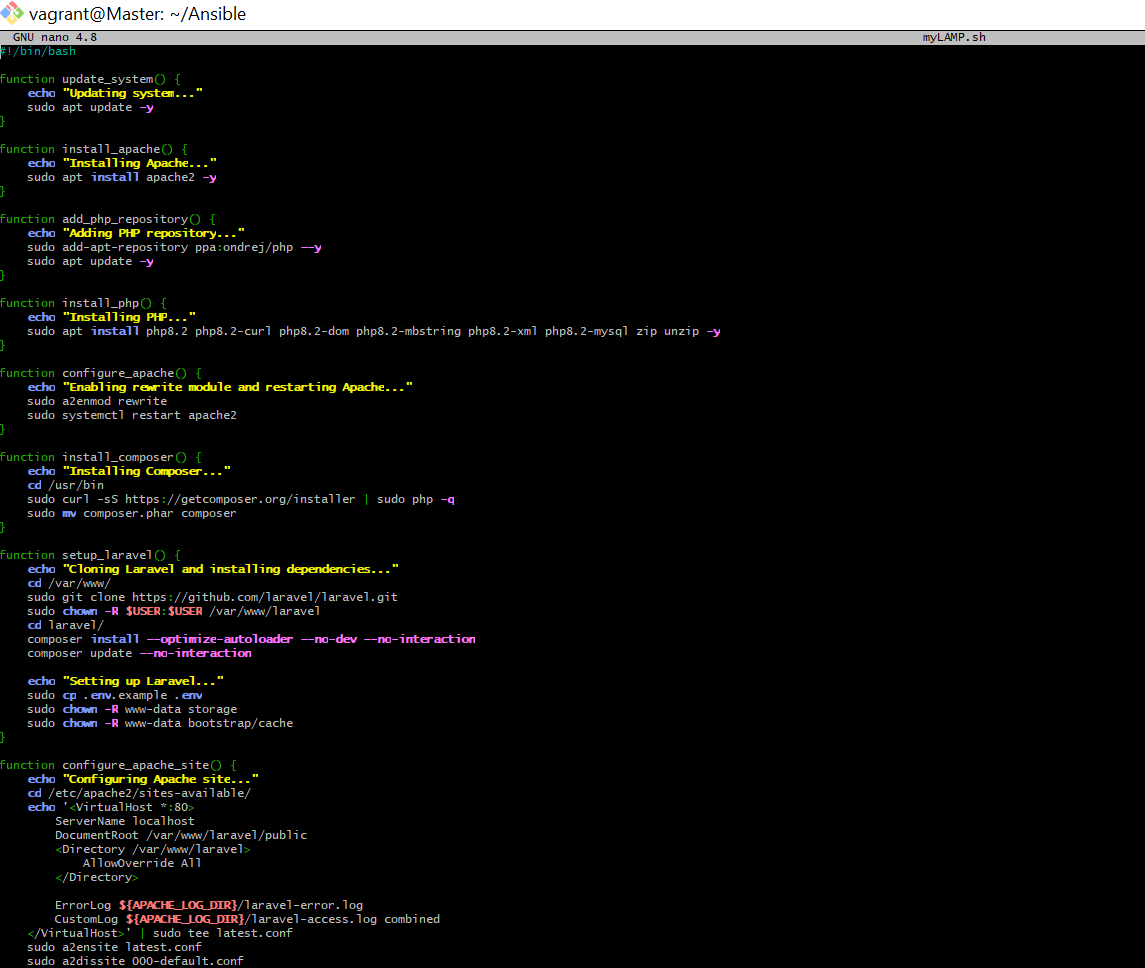 vagrant@Master: ~/Ansible
GNU nano 4.8 myLAMP.sh
#!/bin/bash

function update_system() {
    echo "Updating system..."
    sudo apt update -y
}

function install_apache() {
    echo "Installing Apache..."
    sudo apt install apache2 -y
}

function add_php_repository() {
    echo "Adding PHP repository..."
    sudo add-apt-repository ppa:ondrej/php --y
    sudo apt update -y
}

function install_php() {
    echo "Installing PHP..."
    sudo apt install php8.2 php8.2-curl php8.2-dom php8.2-mbstring php8.2-xml php8.2-mysql zip unzip -y
}

function configure_apache() {
    echo "Enabling rewrite module and restarting Apache..."
    sudo a2enmod rewrite
    sudo systemctl restart apache2
}

function install_composer() {
    echo "Installing Composer..."
    cd /usr/bin
    sudo curl -sS https://getcomposer.org/installer | sudo php -q
    sudo mv composer.phar composer
}

function setup_laravel() {
    echo "Cloning Laravel and installing dependencies..."
    cd /var/www/
    sudo git clone https://github.com/laravel/laravel.git
    sudo chown -R $USER:$USER /var/www/laravel
    cd laravel/
    composer install --optimize-autoloader --no-dev --no-interaction
    composer update --no-interaction

    echo "Setting up Laravel..."
    sudo cp .env.example .env
    sudo chown -R www-data storage
    sudo chown -R www-data bootstrap/cache
}

function configure_apache_site() {
    echo "Configuring Apache site..."
    cd /etc/apache2/sites-available/
    echo '<VirtualHost *:80>
        ServerName localhost
        DocumentRoot /var/www/laravel/public
        <Directory /var/www/laravel>
            AllowOverride All
        </Directory>

        ErrorLog ${APACHE_LOG_DIR}/laravel-error.log
        CustomLog ${APACHE_LOG_DIR}/laravel-access.log combined
    </VirtualHost>' | sudo tee latest.conf
    sudo a2ensite latest.conf
    sudo a2dissite 000-default.conf